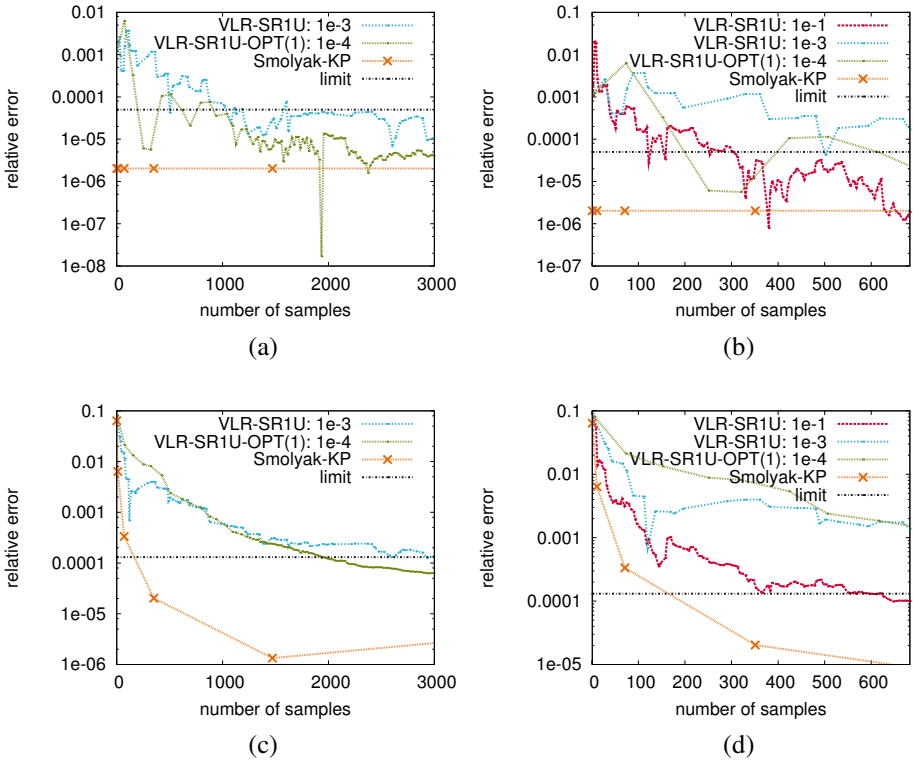 VLR-SR1U: 1e-3
VLR-SR1U-OPT(1): 1e-4
Smolyak-KP
limit
0.01
0.001
0.0001
1e-05
1e-06
1e-07
1e-08
relative error
0 1000 2000 3000
number of samples
(a)
VLR-SR1U: 1e-1
VLR-SR1U: 1e-3
VLR-SR1U-OPT(1): 1e-4
Smolyak-KP
limit
0.1
0.01
0.001
0.0001
1e-05
1e-06
1e-07
relative error
0 100 200 300 400 500 600
number of samples
(b)
VLR-SR1U: 1e-3
VLR-SR1U-OPT(1): 1e-4
Smolyak-KP
limit
0.1
0.01
0.001
0.0001
1e-05
1e-06
relative error
0 1000 2000 3000
number of samples
(c)
VLR-SR1U: 1e-1
VLR-SR1U: 1e-3
VLR-SR1U-OPT(1): 1e-4
Smolyak-KP
limit
0.1
0.01
0.001
0.0001
1e-05
relative error
0 100 200 300 400 500 600
number of samples
(d)